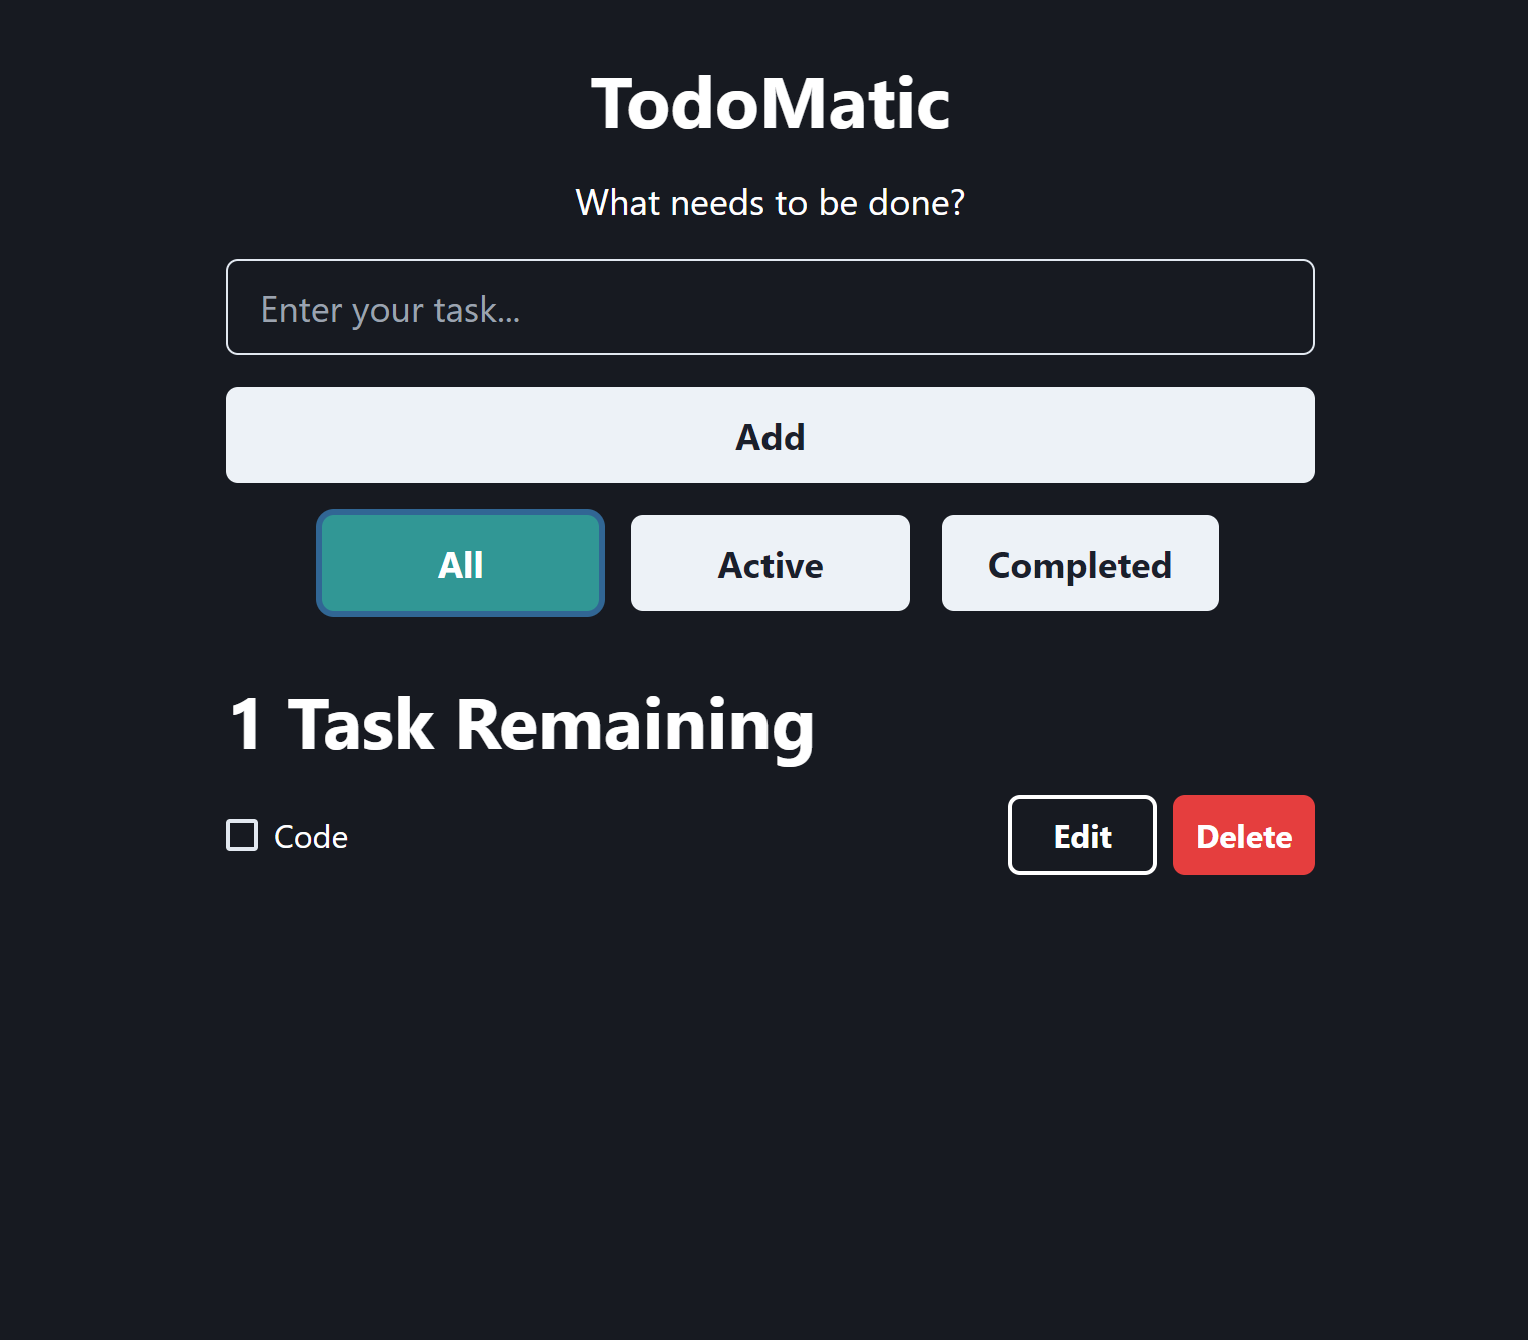 TodoMatic
What needs to be done?
Enter your task...
Add
All Active Completed
1 Task Remaining
Code Edit Delete